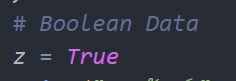 # Boolean Data
z = True